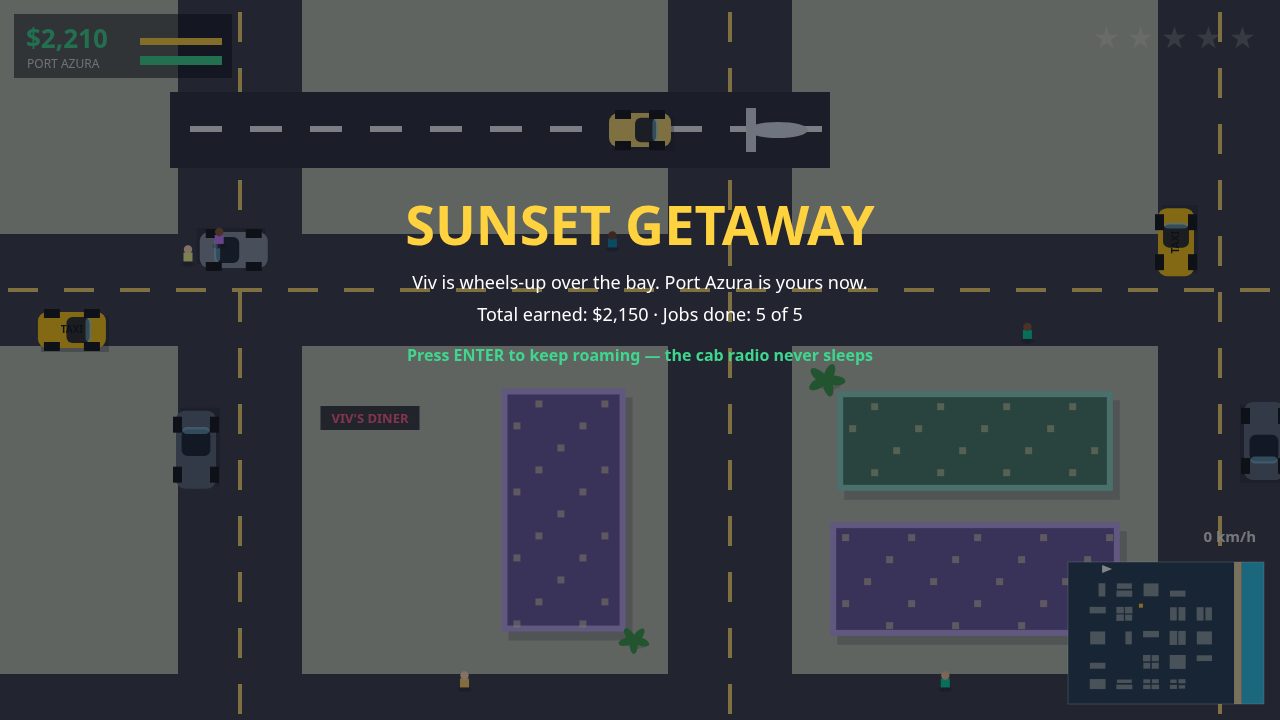 $2,210
PORT AZURA
SUNSET GETAWAY
Viv is wheels-up over the bay. Port Azura is yours now.
Total earned: $2,150 · Jobs done: 5 of 5
Press ENTER to keep roaming — the cab radio never sleeps
TAXI
TAXI
VIV'S DINER
0 km/h